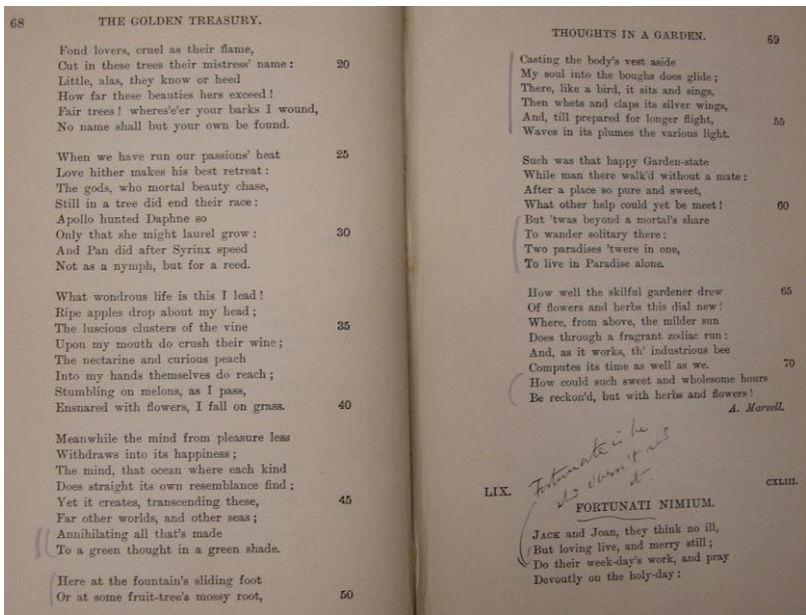 68
THE GOLDEN TREASURY.
Fond lovers, cruel as their flame,
Cut in these trees their mistress' name : 20
Little, alas, they know or heed
How far these beauties hers exceed !
Fair trees ! wheres'e'er your barks I wound,
No name shall but your own be found.
When we have run our passions' heat 25
Love hither makes his best retreat :
The gods, who mortal beauty chase,
Still in a tree did end their race :
Apollo hunted Daphne so
Only that she might laurel grow : 30
And Pan did after Syrinx speed
Not as a nymph, but for a reed.
What wondrous life is this I lead !
Ripe apples drop about my head ;
The luscious clusters of the vine 35
Upon my mouth do crush their wine ;
The nectarine and curious peach
Into my hands themselves do reach ;
Stumbling on melons, as I pass,
Ensnared with flowers, I fall on grass. 40
Meanwhile the mind from pleasure less
Withdraws into its happiness ;
The mind, that ocean where each kind
Does straight its own resemblance find ;
Yet it creates, transcending these, 45
Far other worlds, and other seas ;
Annihilating all that's made
To a green thought in a green shade.
Here at the fountain's sliding foot
Or at some fruit-tree's mossy root, 50
THOUGHTS IN A GARDEN. 69
Casting the body's vest aside
My soul into the boughs does glide ;
There, like a bird, it sits and sings,
Then whets and claps its silver wings,
And, till prepared for longer flight, 55
Waves in its plumes the various light.
Such was that happy Garden-state
While man there walk'd without a mate :
After a place so pure and sweet,
What other help could yet be meet ! 60
But 'twas beyond a mortal's share
To wander solitary there :
Two paradises 'twere in one,
To live in Paradise alone.
How well the skilful gardener drew 65
Of flowers and herbs this dial new !
Where, from above, the milder sun
Does through a fragrant zodiac run :
And, as it works, th' industrious bee
Computes its time as well as we. 70
How could such sweet and wholesome hours
Be reckon'd, but with herbs and flowers !
A. Marvell.
Fortunate is he
who doesn't
LIX. CXLIII.
FORTUNATI NIMIUM.
JACK and Joan, they think no ill,
But loving live, and merry still ;
Do their week-day's work, and pray
Devoutly on the holy-day :